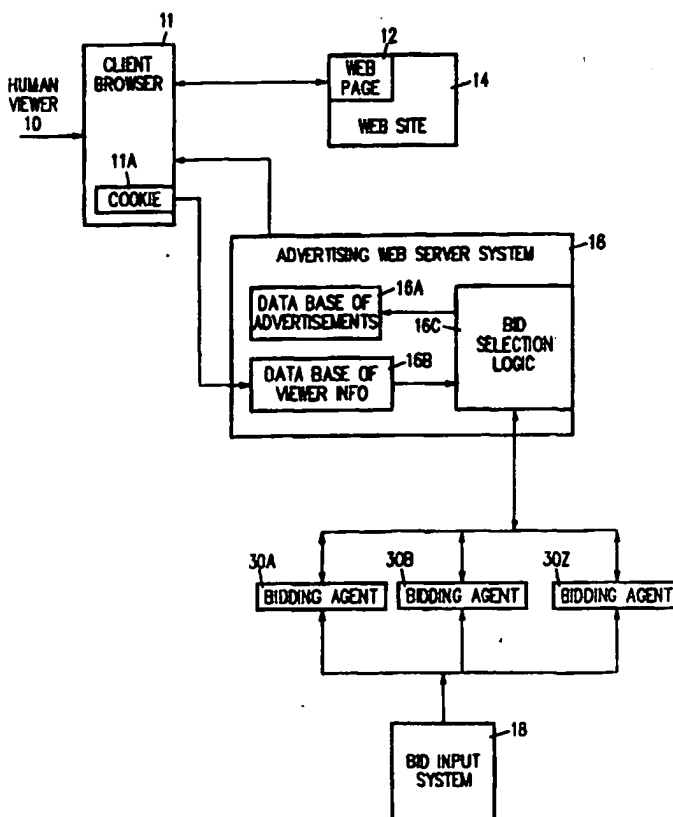 11
CLIENT
BROWSER
HUMAN
VIEWER
10
12
WEB
PAGE
14
WEB SITE
11A
COOKIE
ADVERTISING WEB SERVER SYSTEM
16
DATA BASE OF
ADVERTISEMENTS
16A
16C
BID
SELECTION
LOGIC
DATA BASE OF
VIEWER INFO
16B
30A
BIDDING AGENT
30B
BIDDING AGENT
30Z
BIDDING AGENT
18
BID INPUT
SYSTEM